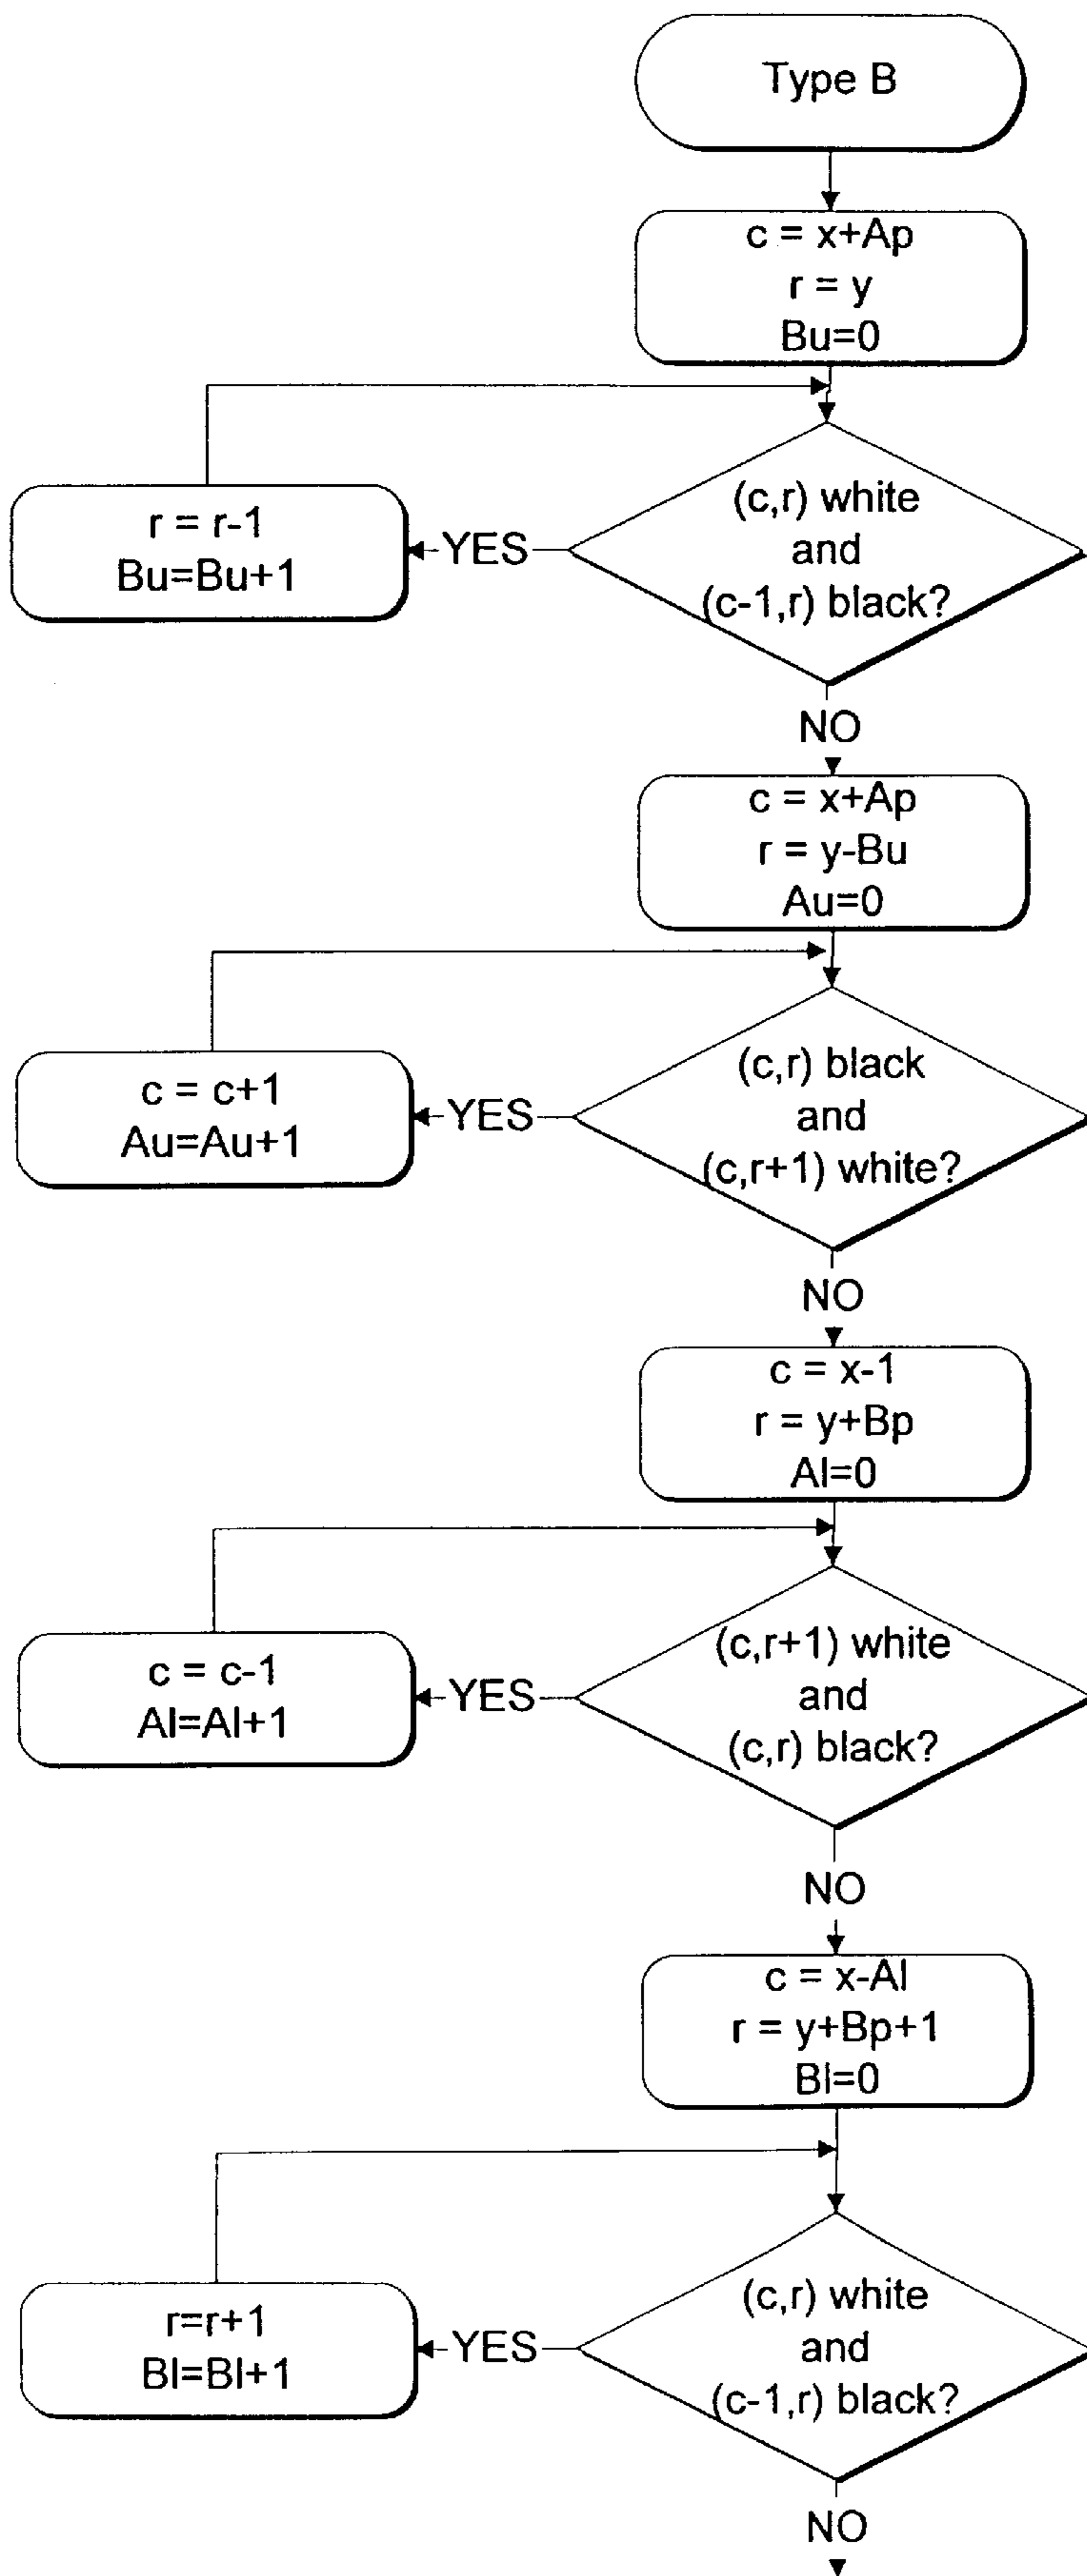 Type B
c = x+Ap
r = y
Bu=0
(c,r) white
and
(c-1,r) black?
YES
r = r-1
Bu=Bu+1
NO
c = x+Ap
r = y-Bu
Au=0
(c,r) black
and
(c,r+1) white?
YES
c = c+1
Au=Au+1
NO
c = x-1
r = y+Bp
Al=0
(c,r+1) white
and
(c,r) black?
YES
c = c-1
Al=Al+1
NO
c = x-Al
r = y+Bp+1
Bl=0
(c,r) white
and
(c-1,r) black?
YES
r=r+1
Bl=Bl+1
NO